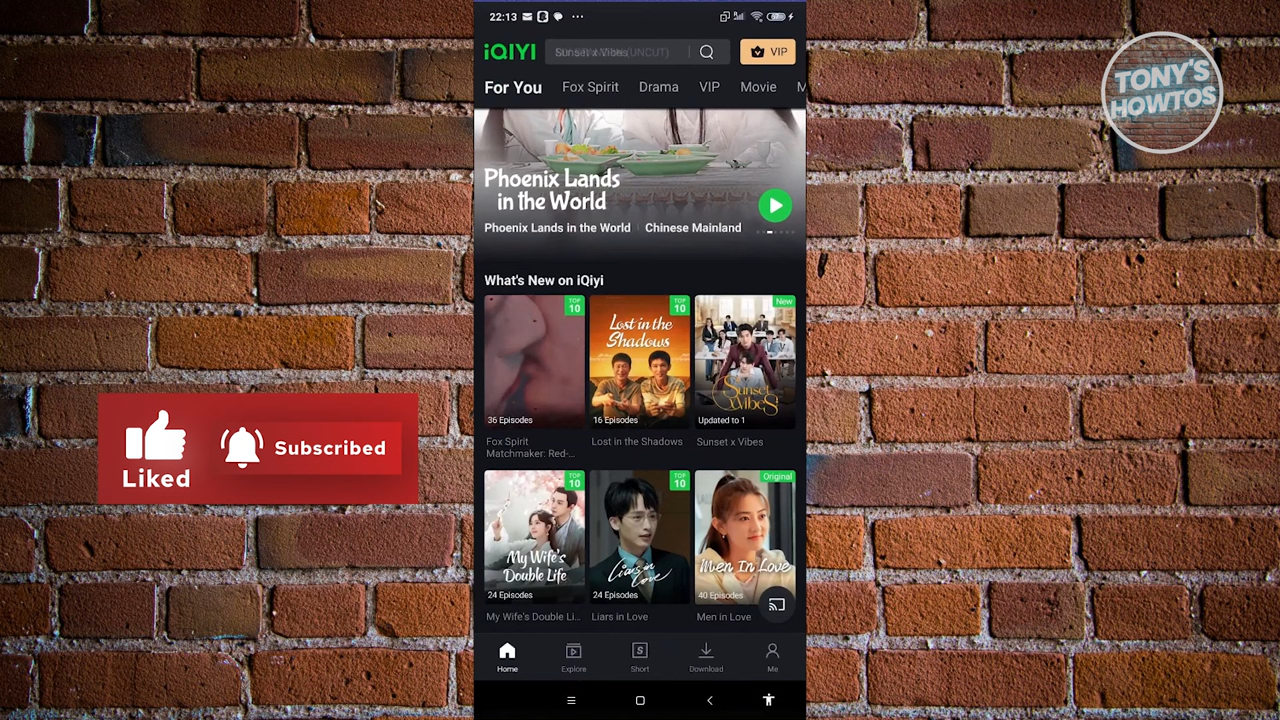 22:13
iQIYI
Sunset x Vibes (UNCUT)
VIP
For You
Fox Spirit
Drama
VIP
Movie
M
TONY'S
HOWTOS
Phoenix Lands
in the World
Phoenix Lands in the World
Chinese Mainland
What's New on iQiyi
TOP
10
36 Episodes
Fox Spirit
Matchmaker: Red-...
TOP
10
Lost in the
Shadows
16 Episodes
Lost in the Shadows
New
Sunset
Vibes
Updated to 1
Sunset x Vibes
Liked
Subscribed
TOP
10
My Wife's
Double Life
24 Episodes
My Wife's Double Li...
TOP
10
Liars in
Love
24 Episodes
Liars in Love
Original
Men In Love
40 Episodes
Men in Love
Home
Explore
S
Short
Download
Me